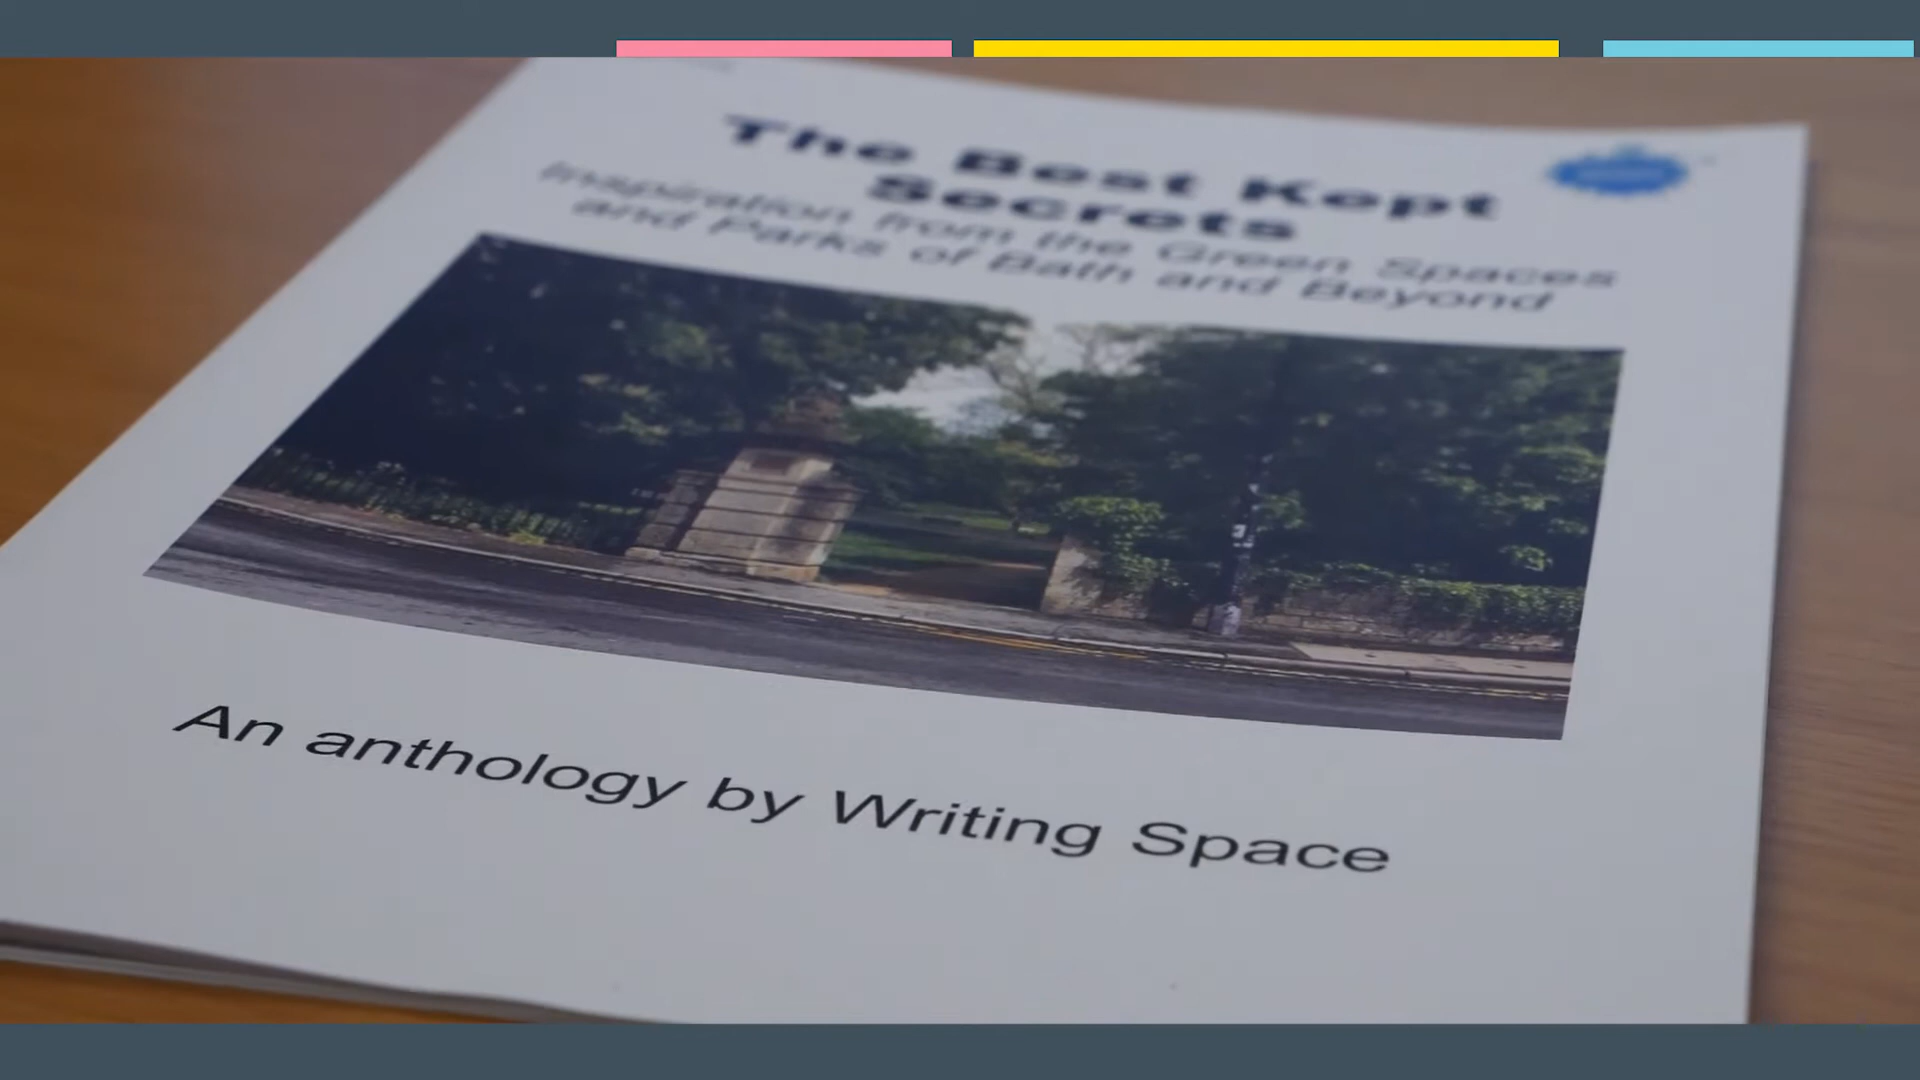 The Best Kept
Secrets
Inspiration from the Green Spaces
and Parks of Bath and Beyond
An anthology by Writing Space